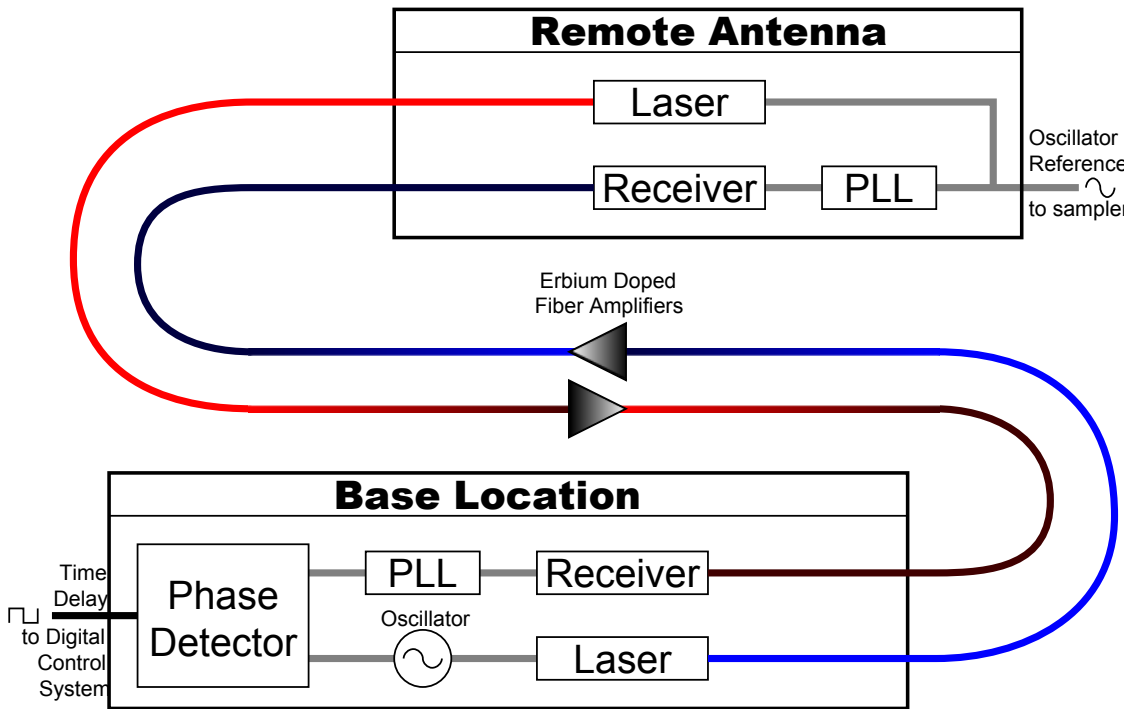 Remote Antenna
Laser
Oscillator
Reference
to sampler
Receiver
PLL
Erbium Doped
Fiber Amplifiers
Base Location
Time
Delay
to Digital
Control
System
Phase
Detector
PLL
Receiver
Oscillator
Laser